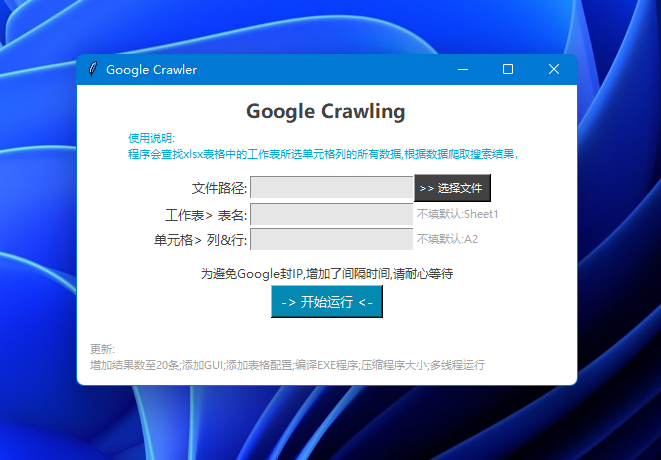 Google Crawler
Google Crawling
使用说明:
程序会查找xlsx表格中的工作表所选单元格列的所有数据,根据数据爬取搜索结果,
文件路径: >> 选择文件
工作表> 表名: 不填默认:Sheet1
单元格> 列&行: 不填默认:A2
为避免Google封IP,增加了间隔时间,请耐心等待
-> 开始运行 <-
更新:
增加结果数至20条;添加GUI;添加表格配置;编译EXE程序;压缩程序大小;多线程运行